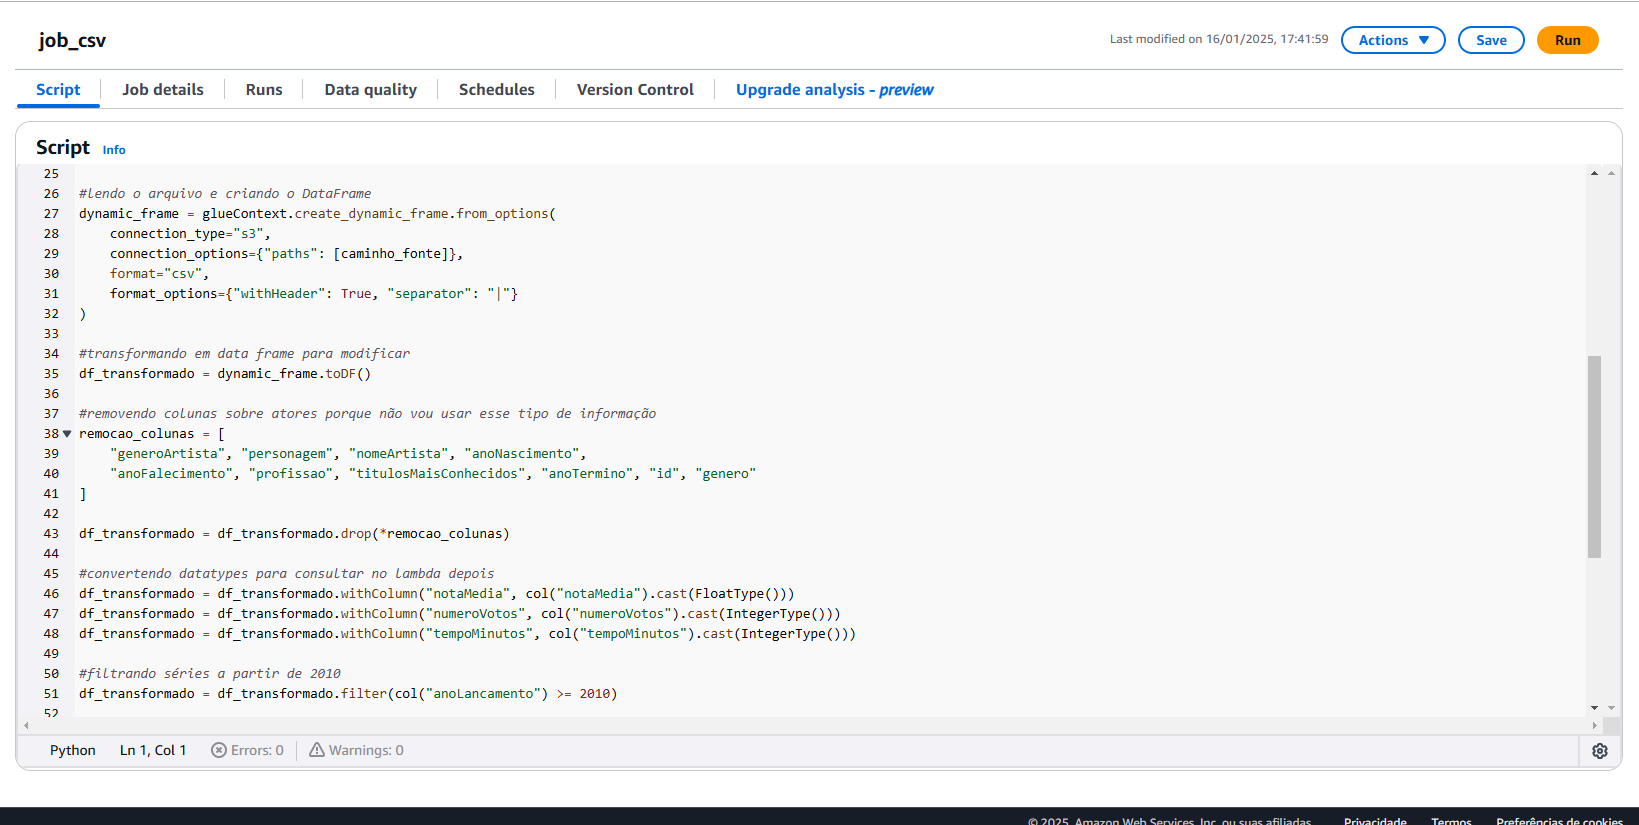 job_csv
Last modified on 16/01/2025, 17:41:59
Actions
Save
Run
Script
Job details
Runs
Data quality
Schedules
Version Control
Upgrade analysis - preview
Script Info
25
26 #lendo o arquivo e criando o DataFrame
27 dynamic_frame = glueContext.create_dynamic_frame.from_options(
28     connection_type="s3",
29     connection_options={"paths": [caminho_fonte]},
30     format="csv",
31     format_options={"withHeader": True, "separator": "|"}
32 )
33
34 #transformando em data frame para modificar
35 df_transformado = dynamic_frame.toDF()
36
37 #removendo colunas sobre atores porque não vou usar esse tipo de informação
38 remocao_colunas = [
39     "generoArtista", "personagem", "nomeArtista", "anoNascimento",
40     "anoFalecimento", "profissao", "titulosMaisConhecidos", "anoTermino", "id", "genero"
41 ]
42
43 df_transformado = df_transformado.drop(*remocao_colunas)
44
45 #convertendo datatypes para consultar no lambda depois
46 df_transformado = df_transformado.withColumn("notaMedia", col("notaMedia").cast(FloatType()))
47 df_transformado = df_transformado.withColumn("numeroVotos", col("numeroVotos").cast(IntegerType()))
48 df_transformado = df_transformado.withColumn("tempoMinutos", col("tempoMinutos").cast(IntegerType()))
49
50 #filtrando séries a partir de 2010
51 df_transformado = df_transformado.filter(col("anoLancamento") >= 2010)
52
Python Ln 1, Col 1 Errors: 0 Warnings: 0
© 2025, Amazon Web Services, Inc. ou suas afiliadas. Privacidade Termos Preferências de cookies